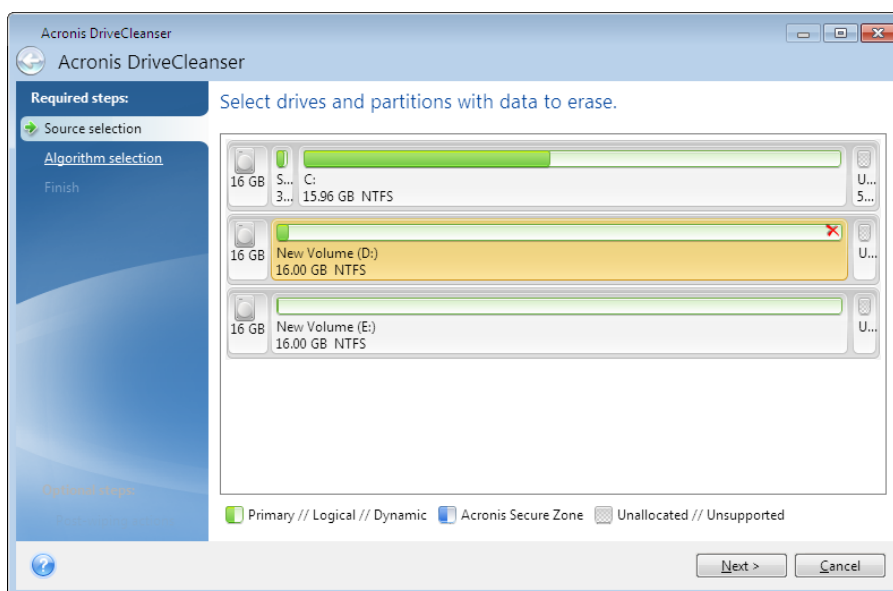 Acronis DriveCleanser
Acronis DriveCleanser
Required steps:
Source selection
Algorithm selection
Finish
Select drives and partitions with data to erase.
16 GB
S...
3...
C:
15.96 GB NTFS
U...
5...
16 GB
New Volume (D:)
16.00 GB NTFS
U...
16 GB
New Volume (E:)
16.00 GB NTFS
U...
Optional steps:
Primary // Logical // Dynamic
Acronis Secure Zone
Unallocated // Unsupported
Next >
Cancel